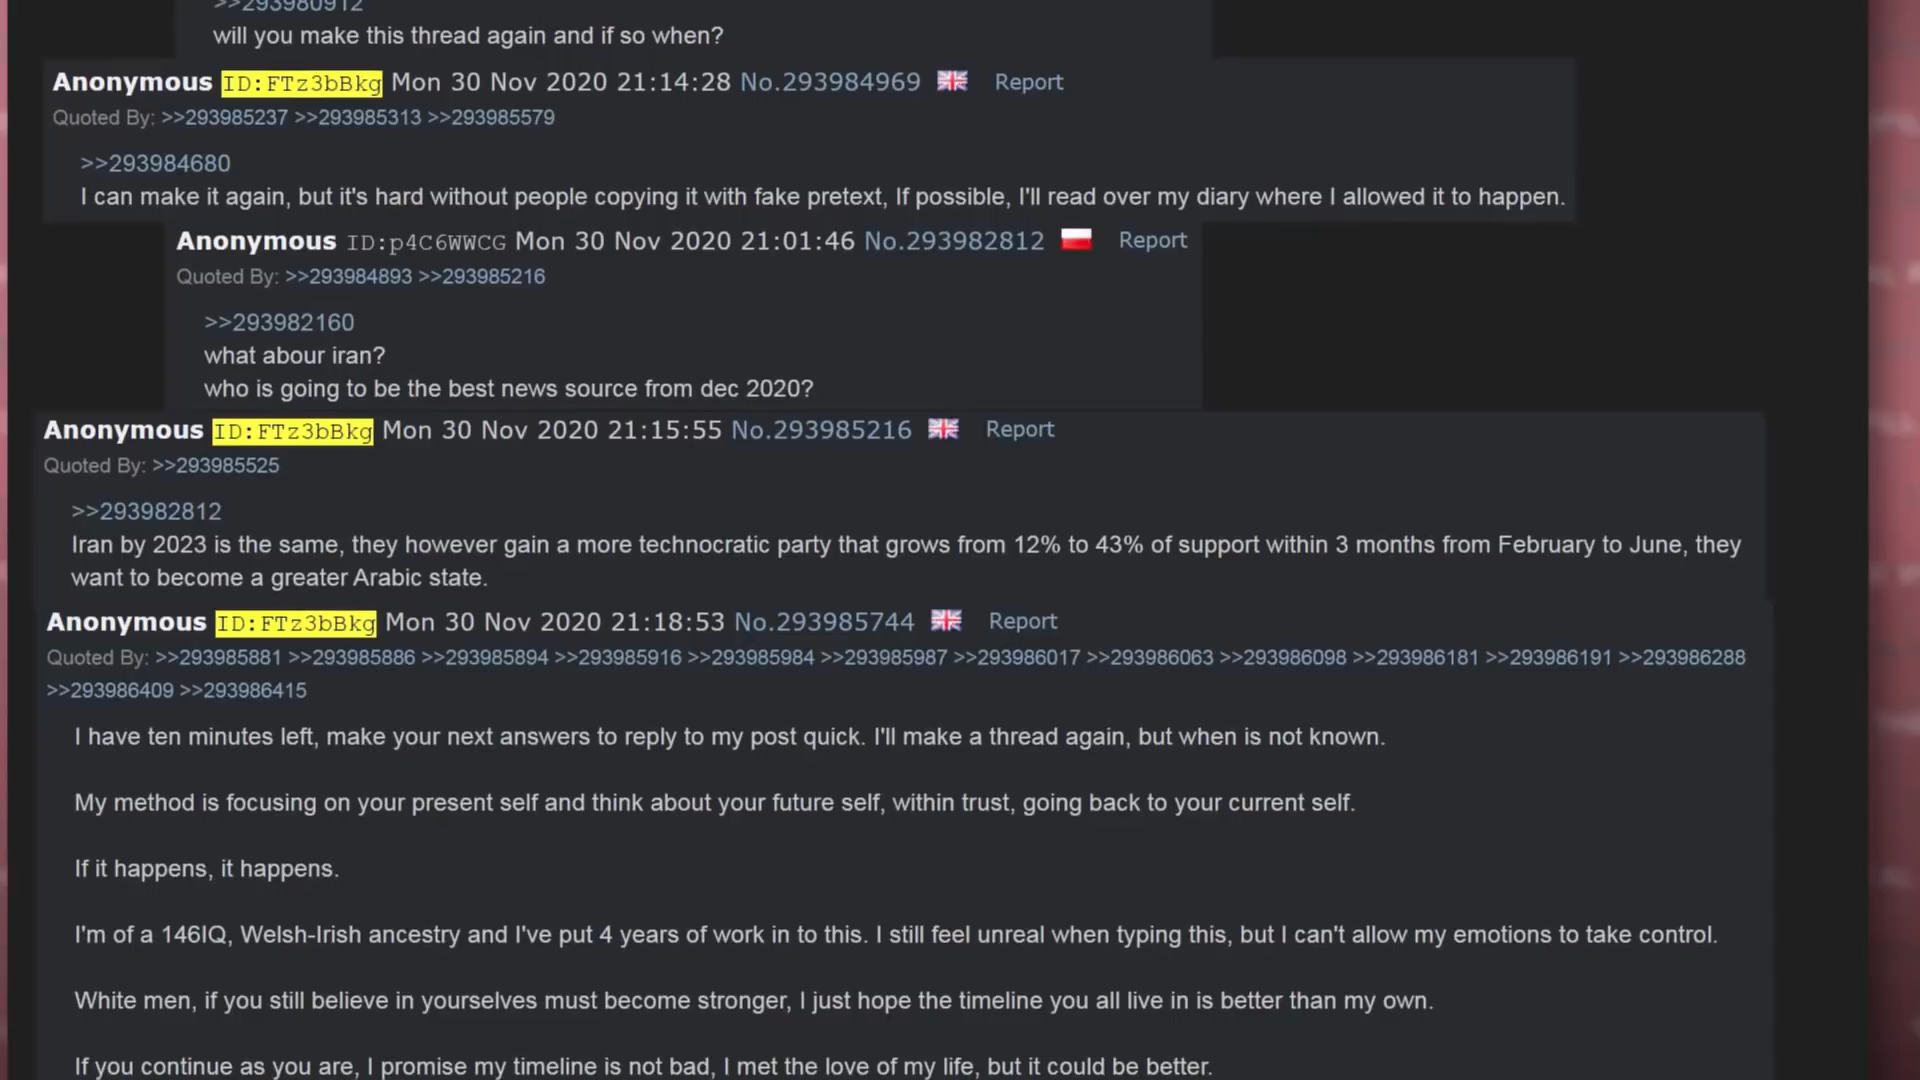 >>293980912
will you make this thread again and if so when?
Anonymous ID:FTz3bBkg Mon 30 Nov 2020 21:14:28 No.293984969 Report
Quoted By: >>293985237 >>293985313 >>293985579
>>293984680
I can make it again, but it's hard without people copying it with fake pretext, If possible, I'll read over my diary where I allowed it to happen.
Anonymous ID:p4C6WWCG Mon 30 Nov 2020 21:01:46 No.293982812 Report
Quoted By: >>293984893 >>293985216
>>293982160
what abour iran?
who is going to be the best news source from dec 2020?
Anonymous ID:FTz3bBkg Mon 30 Nov 2020 21:15:55 No.293985216 Report
Quoted By: >>293985525
>>293982812
Iran by 2023 is the same, they however gain a more technocratic party that grows from 12% to 43% of support within 3 months from February to June, they
want to become a greater Arabic state.
Anonymous ID:FTz3bBkg Mon 30 Nov 2020 21:18:53 No.293985744 Report
Quoted By: >>293985881 >>293985886 >>293985894 >>293985916 >>293985984 >>293985987 >>293986017 >>293986063 >>293986098 >>293986181 >>293986191 >>293986288
>>293986409 >>293986415
I have ten minutes left, make your next answers to reply to my post quick. I'll make a thread again, but when is not known.
My method is focusing on your present self and think about your future self, within trust, going back to your current self.
If it happens, it happens.
I'm of a 146IQ, Welsh-Irish ancestry and I've put 4 years of work in to this. I still feel unreal when typing this, but I can't allow my emotions to take control.
White men, if you still believe in yourselves must become stronger, I just hope the timeline you all live in is better than my own.
If you continue as you are, I promise my timeline is not bad, I met the love of my life, but it could be better.